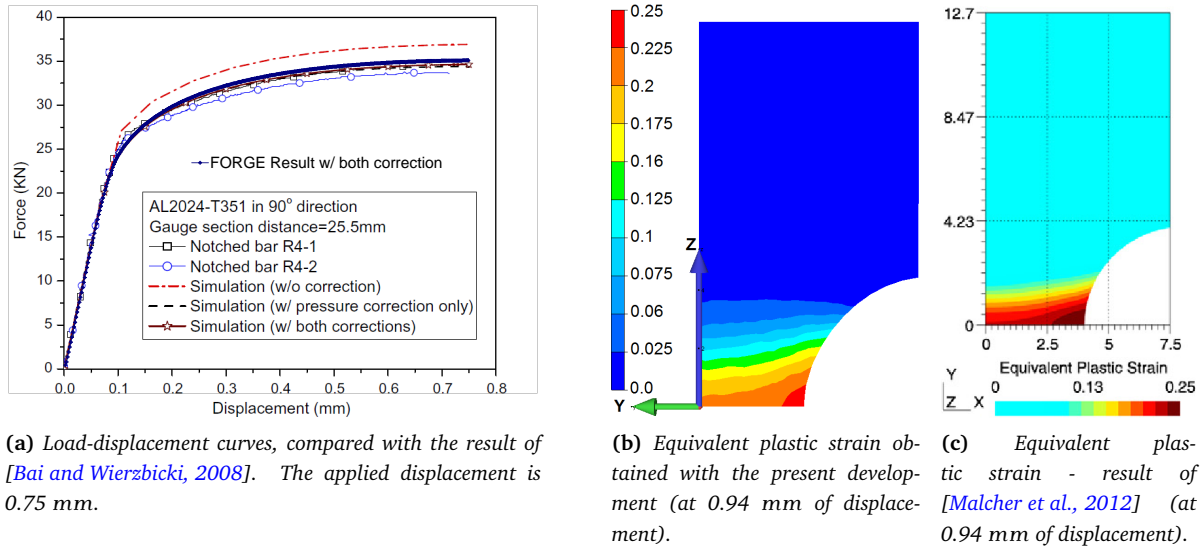 40
35
30
25
20
15
10
5
0
Force (KN)
FORGE Result w/ both correction
AL2024-T351 in 90° direction
Gauge section distance=25.5mm
Notched bar R4-1
Notched bar R4-2
Simulation (w/o correction)
Simulation (w/ pressure correction only)
Simulation (w/ both corrections)
0.0 0.1 0.2 0.3 0.4 0.5 0.6 0.7 0.8
Displacement (mm)
(a) Load-displacement curves, compared with the result of
[Bai and Wierzbicki, 2008]. The applied displacement is
0.75 mm.
0.25
0.225
0.2
0.175
0.16
0.125
0.1
0.075
0.06
0.025
0.0
Z
Y
(b) Equivalent plastic strain ob-
tained with the present develop-
ment (at 0.94 mm of displace-
ment).
12.7
8.47
4.23
0
0 2.5 5 7.5
Equivalent Plastic Strain
0 0.13 0.25
Y
Z X
(c) Equivalent plas-
tic strain - result of
[Malcher et al., 2012] (at
0.94 mm of displacement).